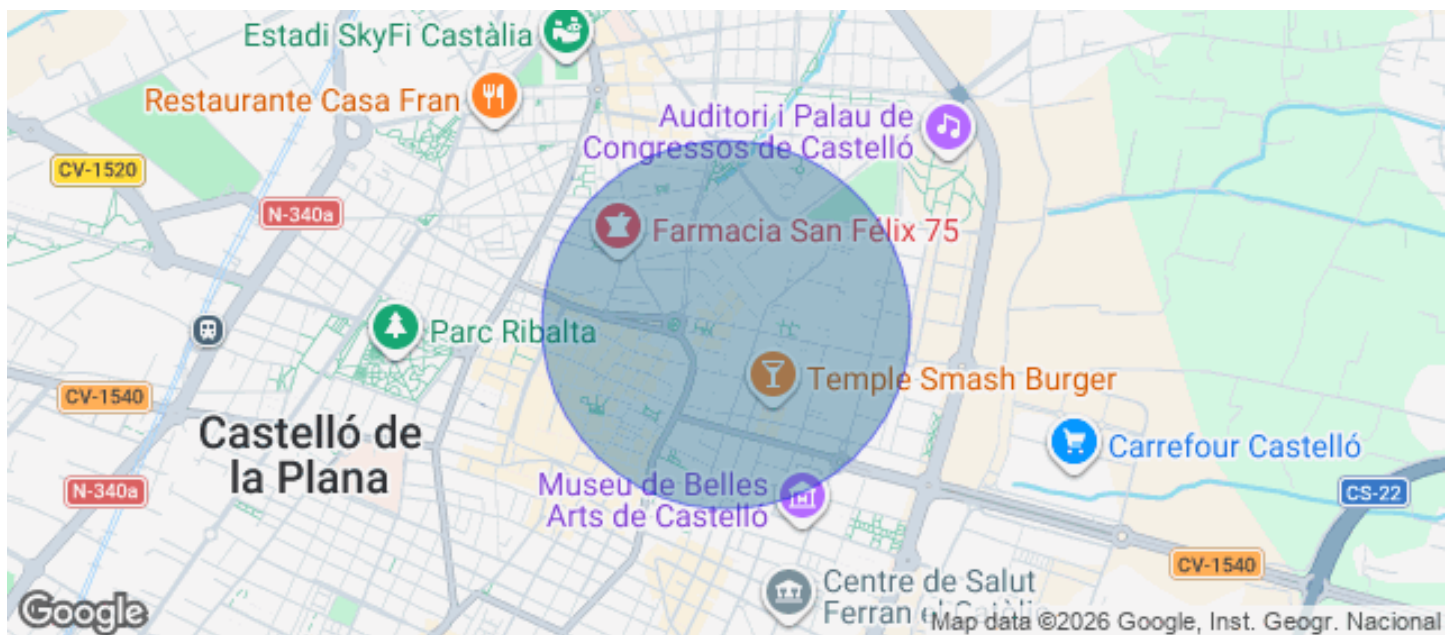 Estadi SkyFi Castàlia
Restaurante Casa Fran
Auditori i Palau de
Congressos de Castelló
CV-1520
N-340a
Farmacia San Félix 75
Parc Ribalta
Temple Smash Burger
CV-1540
Castelló de
la Plana
Carrefour Castelló
N-340a
Museu de Belles
Arts de Castelló
CS-22
CV-1540
Centre de Salut
Ferran el
Google
Map data ©2026 Google, Inst. Geogr. Nacional